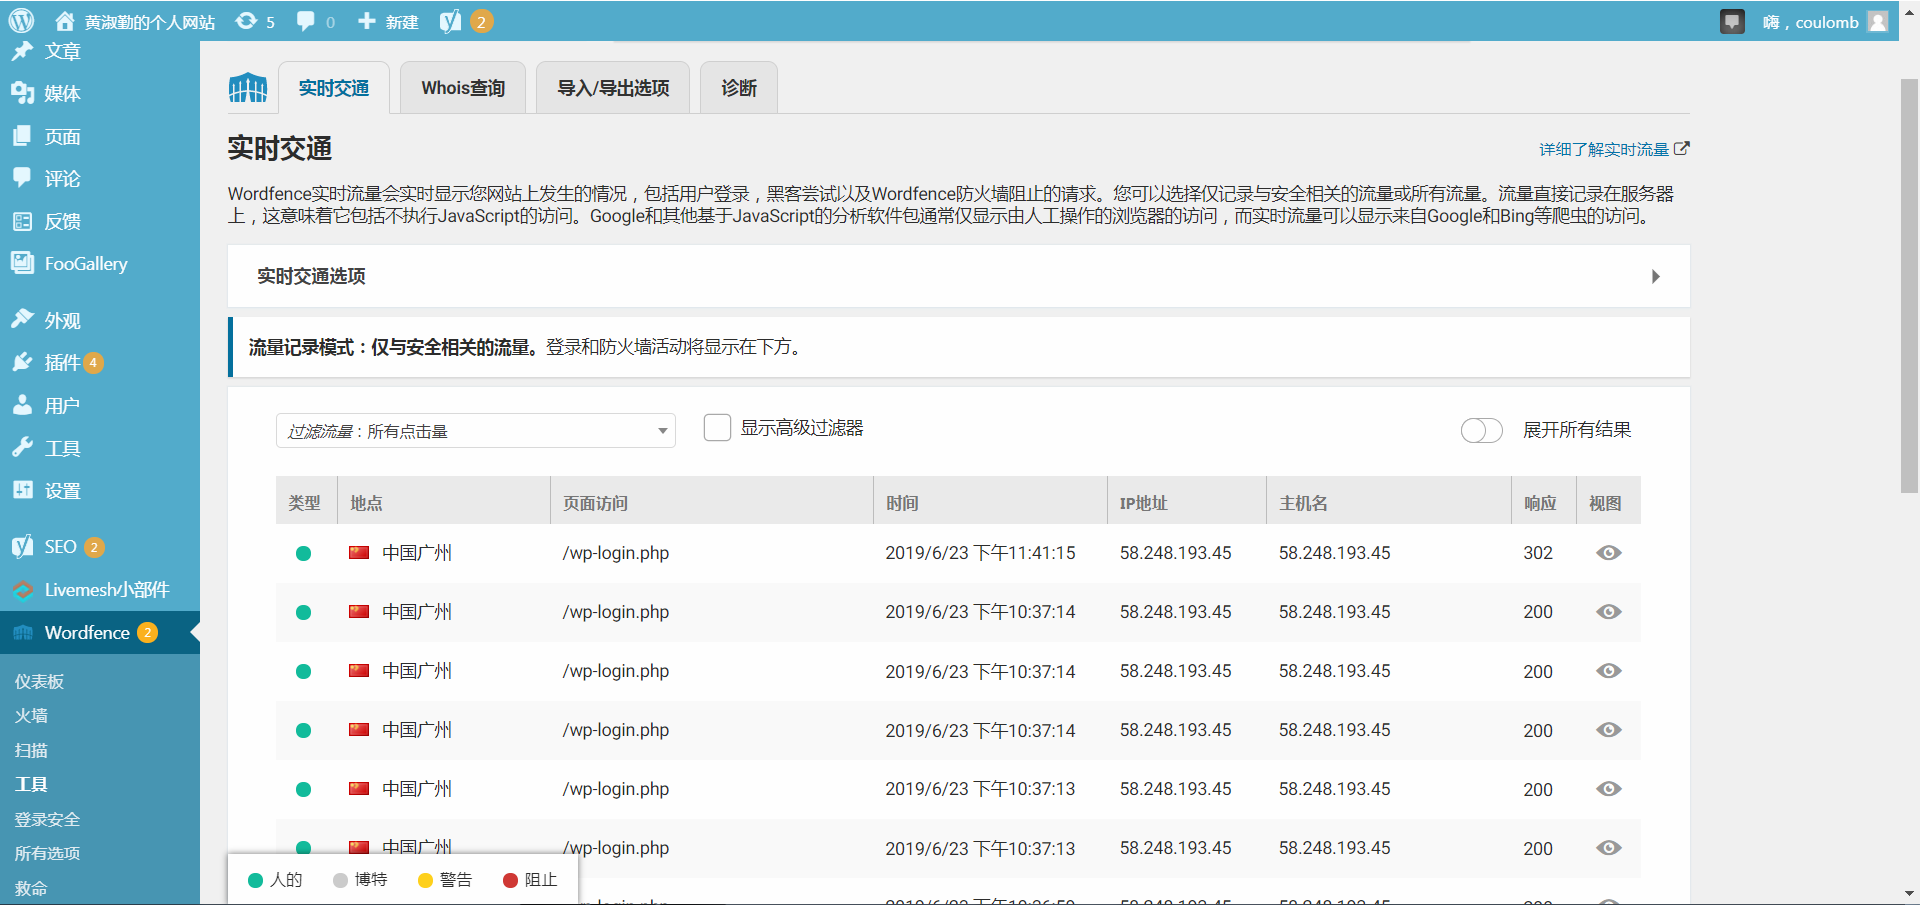 黄淑勤的个人网站 5 0 新建 2 嗨，coulomb
文章
媒体
页面
评论
反馈
FooGallery
外观
插件 4
用户
工具
设置
SEO 2
Livemesh小部件
Wordfence 2
仪表板
火墙
扫描
工具
登录安全
所有选项
救命
实时交通 Whois查询 导入/导出选项 诊断
实时交通
详细了解实时流量
Wordfence实时流量会实时显示您网站上发生的情况，包括用户登录，黑客尝试以及Wordfence防火墙阻止的请求。您可以选择仅记录与安全相关的流量或所有流量。流量直接记录在服务器
上，这意味着它包括不执行JavaScript的访问。Google和其他基于JavaScript的分析软件包通常仅显示由人工操作的浏览器的访问，而实时流量可以显示来自Google和Bing等爬虫的访问。
实时交通选项
流量记录模式：仅与安全相关的流量。登录和防火墙活动将显示在下方。
过滤流量：所有点击量 显示高级过滤器 展开所有结果
类型 地点 页面访问 时间 IP地址 主机名 响应 视图
中国广州 /wp-login.php 2019/6/23 下午11:41:15 58.248.193.45 58.248.193.45 302
中国广州 /wp-login.php 2019/6/23 下午10:37:14 58.248.193.45 58.248.193.45 200
中国广州 /wp-login.php 2019/6/23 下午10:37:14 58.248.193.45 58.248.193.45 200
中国广州 /wp-login.php 2019/6/23 下午10:37:14 58.248.193.45 58.248.193.45 200
中国广州 /wp-login.php 2019/6/23 下午10:37:13 58.248.193.45 58.248.193.45 200
中国广州 /wp-login.php 2019/6/23 下午10:37:13 58.248.193.45 58.248.193.45 200
人的 博特 警告 阻止